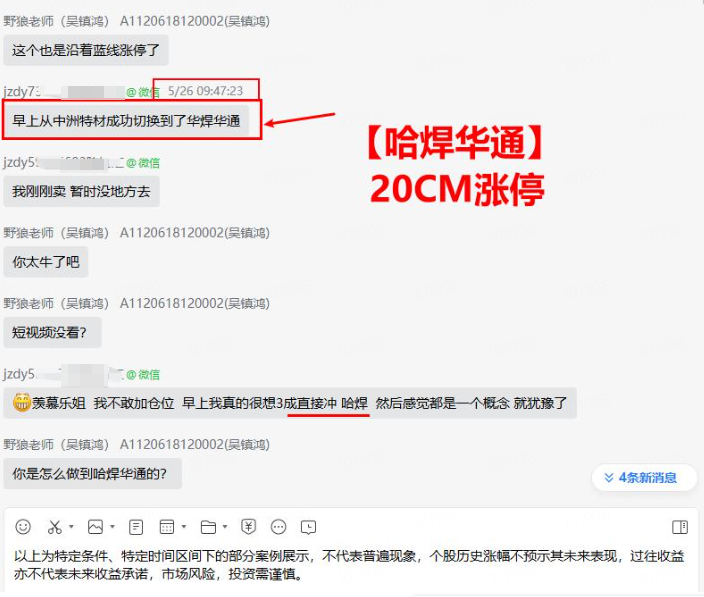 野狼老师（吴镇鸿） A1120618120002(吴镇鸿)
这个也是沿着蓝线涨停了
jzdy73 @微信 5/26 09:47:23
早上从中洲特材成功切换到了华焊华通
【哈焊华通】
20CM涨停
jzdy5 @微信
我刚刚卖 暂时没地方去
野狼老师（吴镇鸿） A1120618120002(吴镇鸿)
你太牛了吧
野狼老师（吴镇鸿） A1120618120002(吴镇鸿)
短视频没看？
jzdy5 @微信
羡慕乐姐 我不敢加仓位 早上我真的很想3成直接冲 哈焊 然后感觉都是一个概念 就犹豫了
野狼老师（吴镇鸿） A1120618120002(吴镇鸿)
你是怎么做到哈焊华通的？
4条新消息
以上为特定条件、特定时间区间下的部分案例展示，不代表普遍现象，个股历史涨幅不预示其未来表现，过往收益
亦不代表未来收益承诺，市场风险，投资需谨慎。